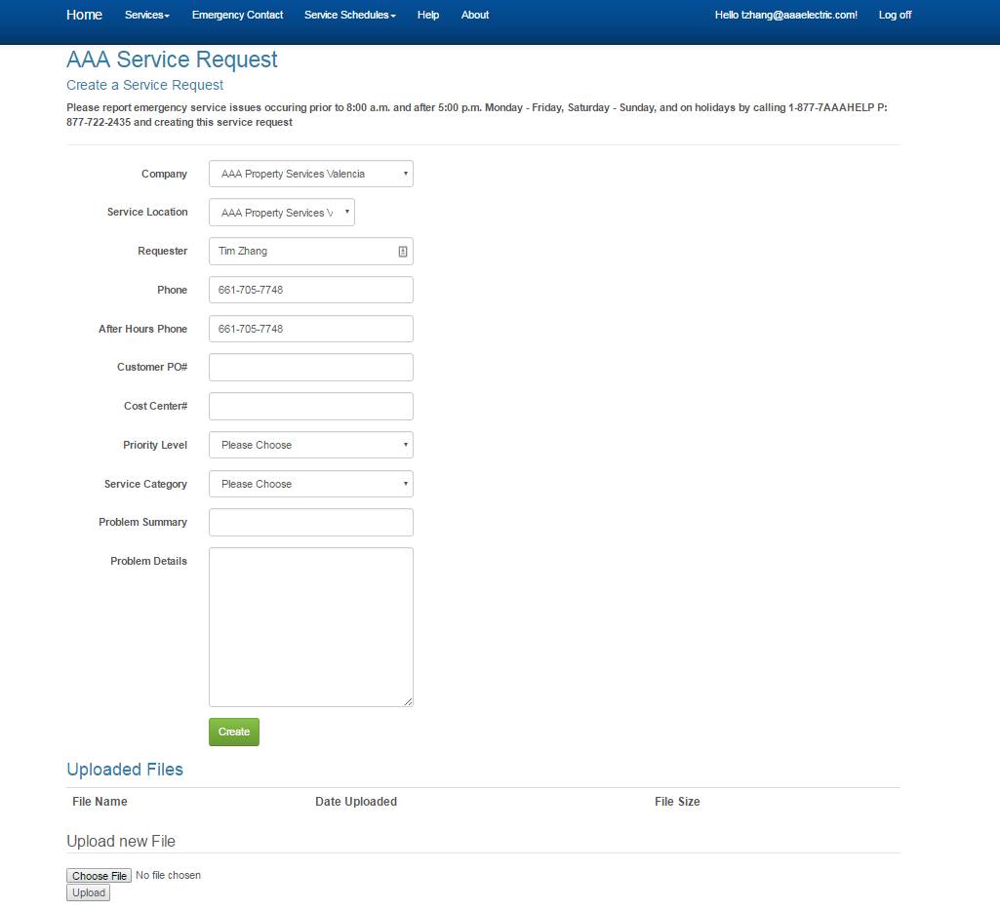 Home Services Emergency Contact Service Schedules Help About Hello tzhang@aaaelectric.com! Log off
AAA Service Request
Create a Service Request
Please report emergency service issues occuring prior to 8:00 a.m. and after 5:00 p.m. Monday - Friday, Saturday - Sunday, and on holidays by calling 1-877-7AAAHELP P:
877-722-2435 and creating this service request
Company AAA Property Services Valencia
Service Location AAA Property Services
Requester Tim Zhang
Phone 661-705-7748
After Hours Phone 661-705-7748
Customer PO#
Cost Center#
Priority Level Please Choose
Service Category Please Choose
Problem Summary
Problem Details
Create
Uploaded Files
File Name Date Uploaded File Size
Upload new File
Choose File No file chosen
Upload